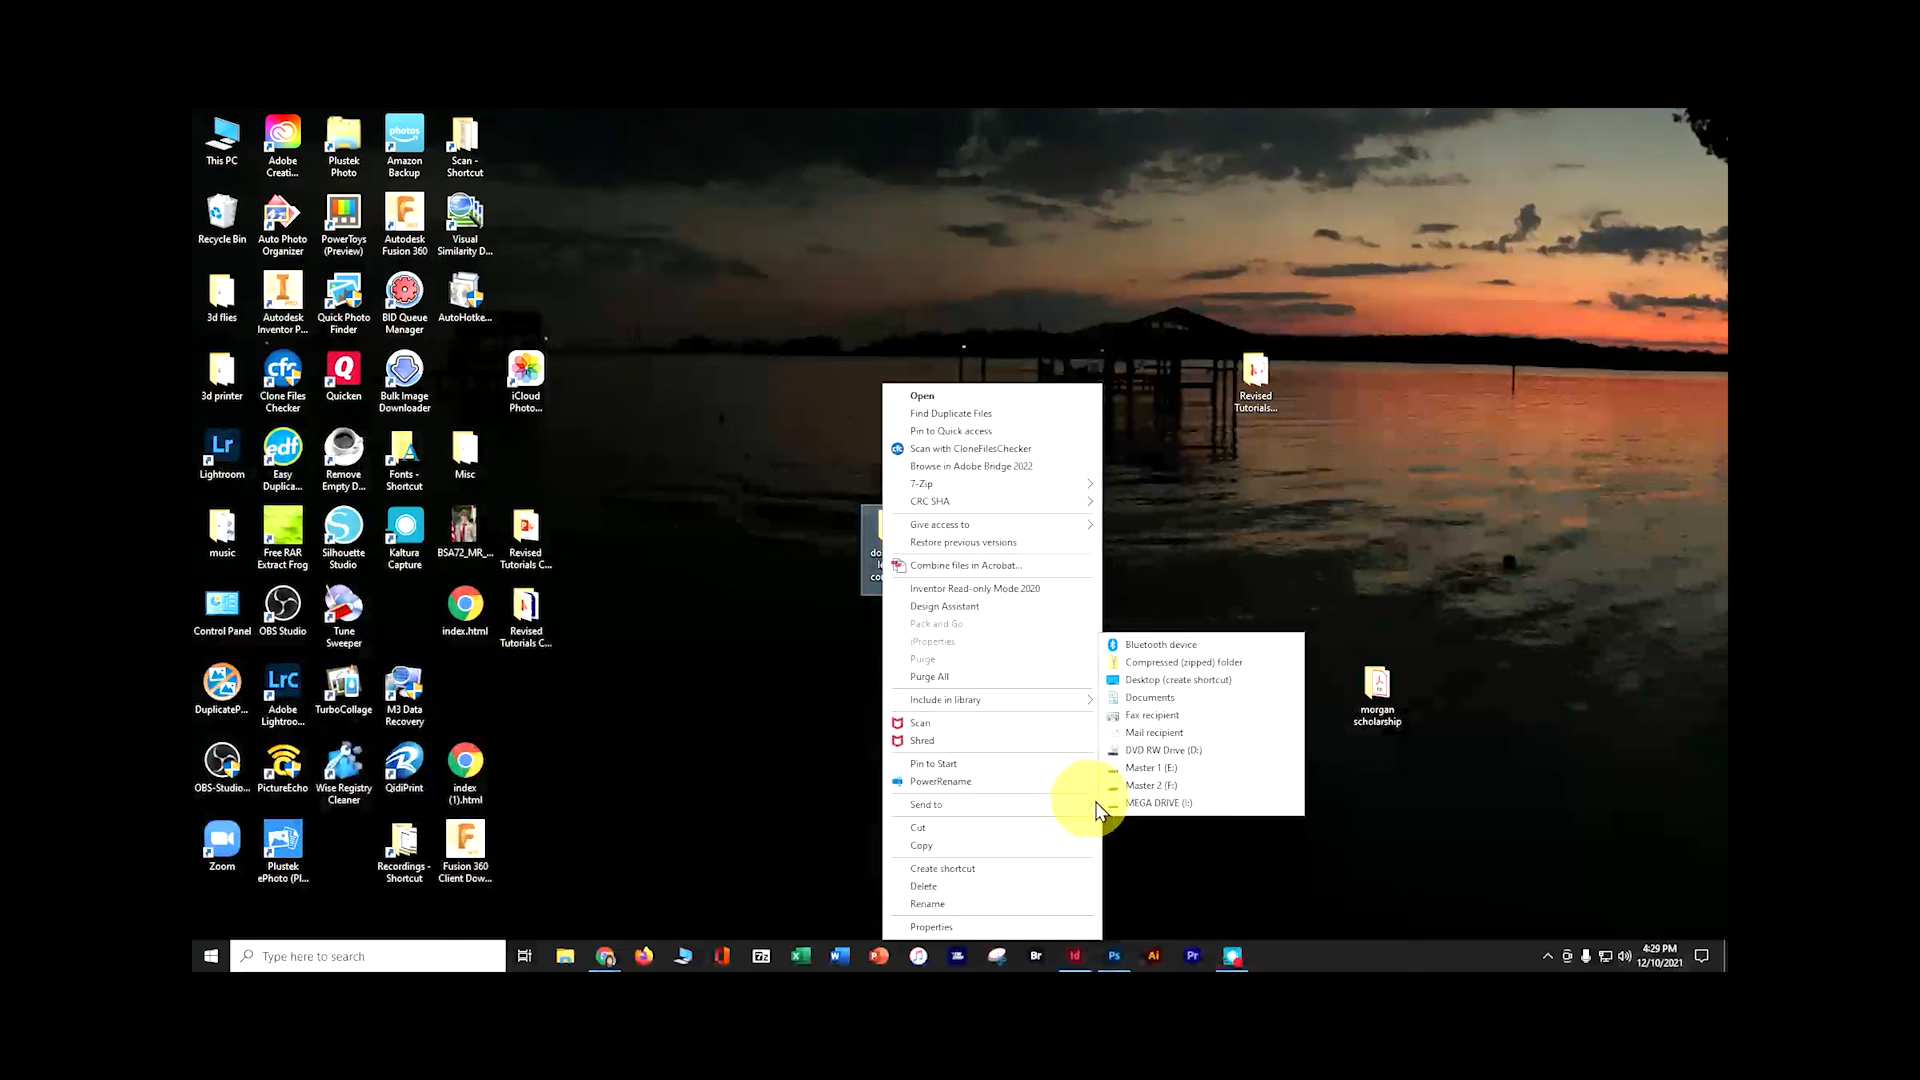 This PC
Adobe
Creati...
Plustek
Photo
Amazon
Backup
Scan -
Shortcut
Recycle Bin
Auto Photo
Organizer
PowerToys
(Preview)
Autodesk
Fusion 360
Visual
Similarity D...
3d flies
Autodesk
Inventor P...
Quick Photo
Finder
BID Queue
Manager
AutoHotke...
3d printer
Clone Files
Checker
Quicken
Bulk Image
Downloader
iCloud
Photo...
Lightroom
Easy
Duplica...
Remove
Empty D...
Fonts -
Shortcut
Misc
music
Free RAR
Extract Frog
Silhouette
Studio
Kaltura
Capture
BSA72_MR_...
Revised
Tutorials C...
Control Panel
OBS Studio
Tune
Sweeper
index.html
Revised
Tutorials C...
DuplicateP...
Adobe
Lightroo...
TurboCollage
M3 Data
Recovery
OBS-Studio...
PictureEcho
Wise Registry
Cleaner
QidiPrint
index
(1).html
Zoom
Plustek
ePhoto (Pl...
Recordings -
Shortcut
Fusion 360
Client Dow...
Revised
Tutorials...
morgan
scholarship
Open
Find Duplicate Files
Pin to Quick access
Scan with CloneFilesChecker
Browse in Adobe Bridge 2022
7-Zip
CRC SHA
Give access to
Restore previous versions
Combine files in Acrobat...
Inventor Read-only Mode 2020
Design Assistant
Pack and Go
iProperties
Purge
Purge All
Include in library
Scan
Shred
Pin to Start
PowerRename
Send to
Cut
Copy
Create shortcut
Delete
Rename
Properties
Bluetooth device
Compressed (zipped) folder
Desktop (create shortcut)
Documents
Fax recipient
Mail recipient
DVD RW Drive (D:)
Master 1 (E:)
Master 2 (F:)
MEGA DRIVE (I:)
Type here to search
4:29 PM
12/10/2021